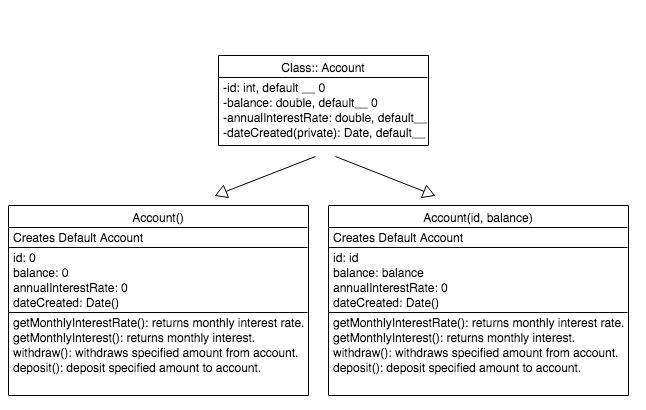 Class:: Account
-id: int, default __ 0
-balance: double, default__ 0
-annualInterestRate: double, default__
-dateCreated(private): Date, default__
Account()
Creates Default Account
id: 0
balance: 0
annualInterestRate: 0
dateCreated: Date()
getMonthlyInterestRate(): returns monthly interest rate.
getMonthlyInterest(): returns monthly interest.
withdraw(): withdraws specified amount from account.
deposit(): deposit specified amount to account.
Account(id, balance)
Creates Default Account
id: id
balance: balance
annualInterestRate: 0
dateCreated: Date()
getMonthlyInterestRate(): returns monthly interest rate.
getMonthlyInterest(): returns monthly interest.
withdraw(): withdraws specified amount from account.
deposit(): deposit specified amount to account.